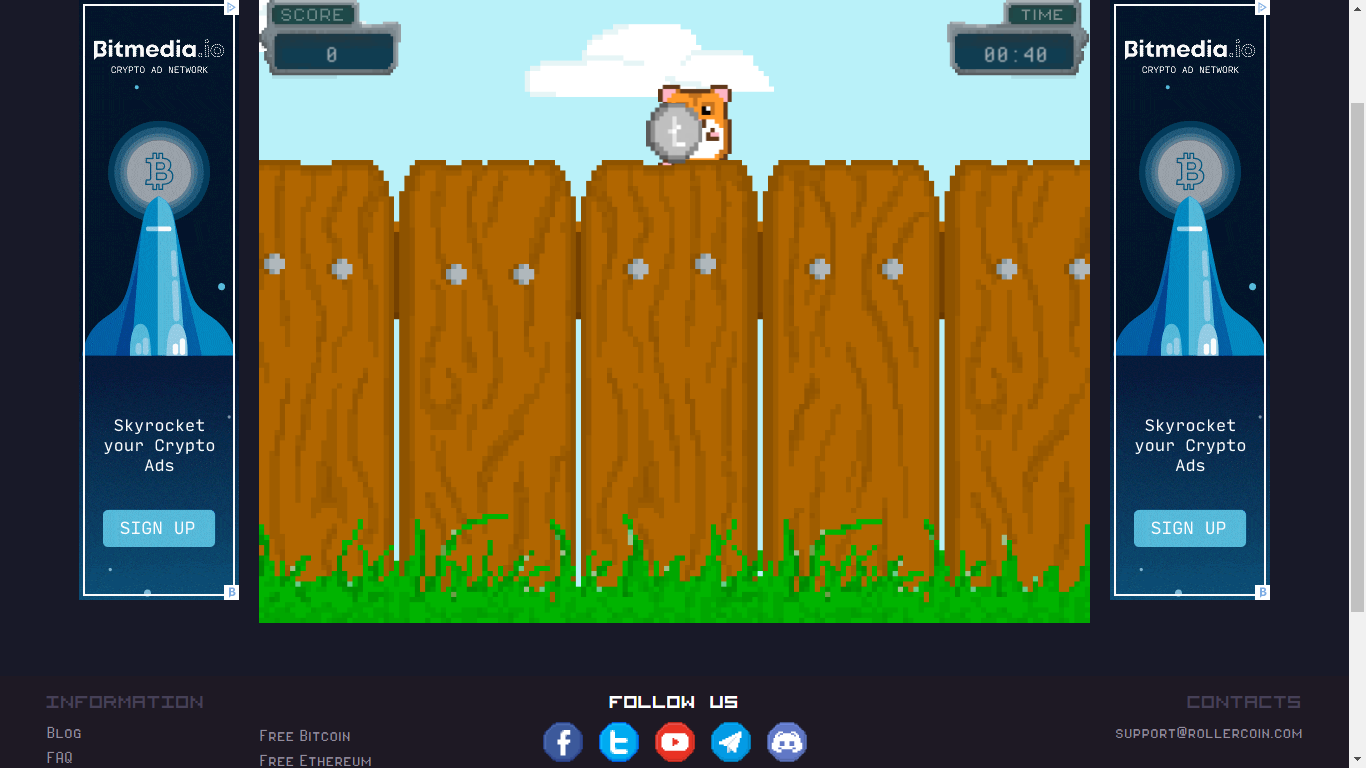 Bitmedia.io
CRYPTO AD NETWORK
Skyrocket
your Crypto
Ads
SIGN UP
SCORE
0
TIME
00:40
Bitmedia.io
CRYPTO AD NETWORK
Skyrocket
your Crypto
Ads
SIGN UP
INFORMATION
Blog
FAQ
Free Bitcoin
Free Ethereum
FOLLOW US
CONTACTS
support@rollercoin.com